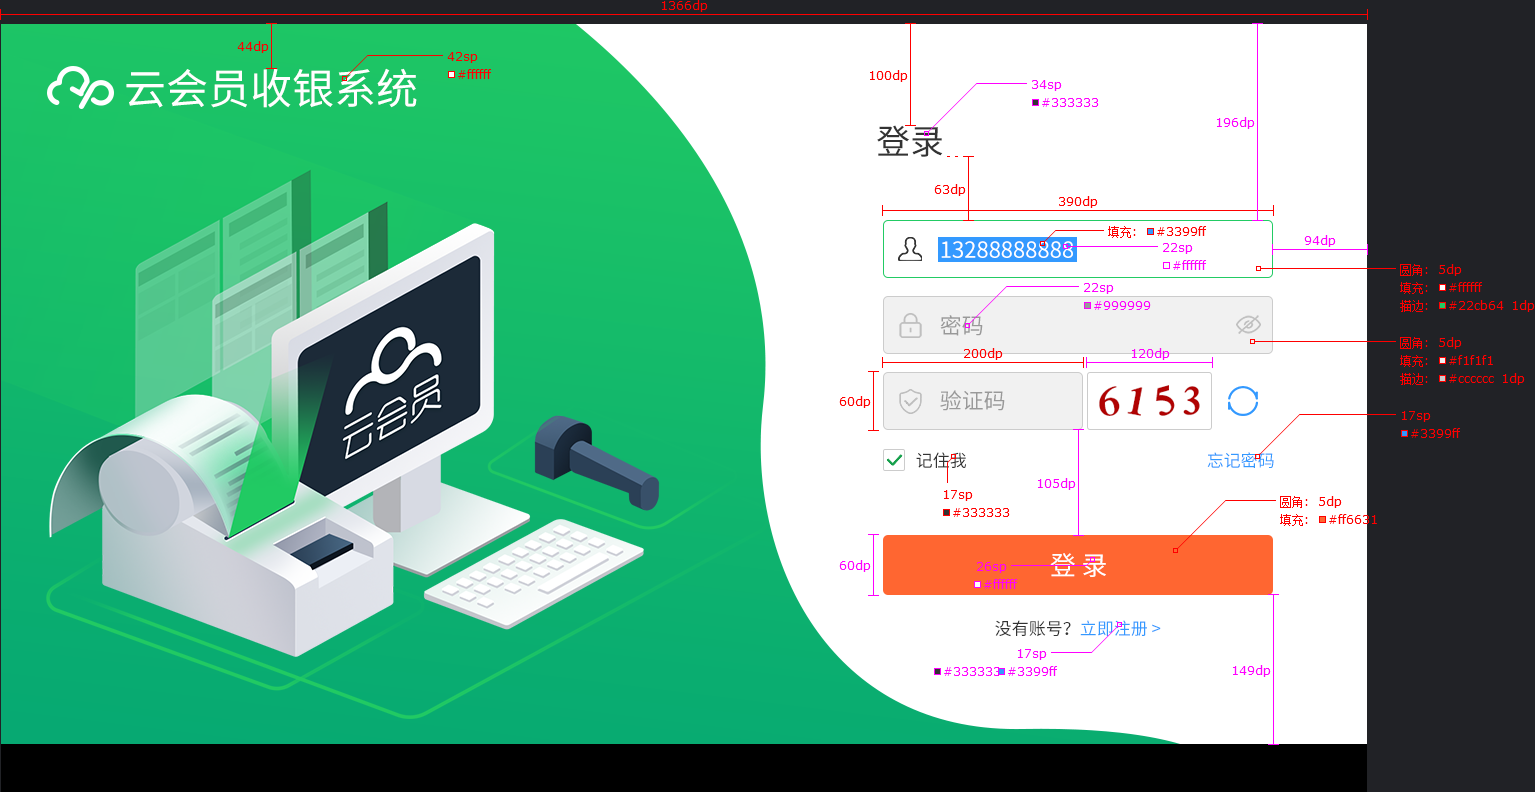 1366dp
44dp
42sp
#ffffff
云会员收银系统
100dp
34sp
#333333
196dp
登录
63dp
390dp
填充： #3399ff
13288888888
22sp
#ffffff
94dp
圆角： 5dp
填充： #ffffff
描边： #22cb64 1dp
22sp
#999999
密码
圆角： 5dp
填充： #f1f1f1
描边： #cccccc 1dp
200dp
120dp
60dp
验证码
6153
17sp
#3399ff
云会员
记住我
忘记密码
105dp
17sp
#333333
圆角： 5dp
填充： #ff6631
60dp
26sp
#ffffff
登 录
没有账号？ 立即注册 >
17sp
#333333 #3399ff
149dp